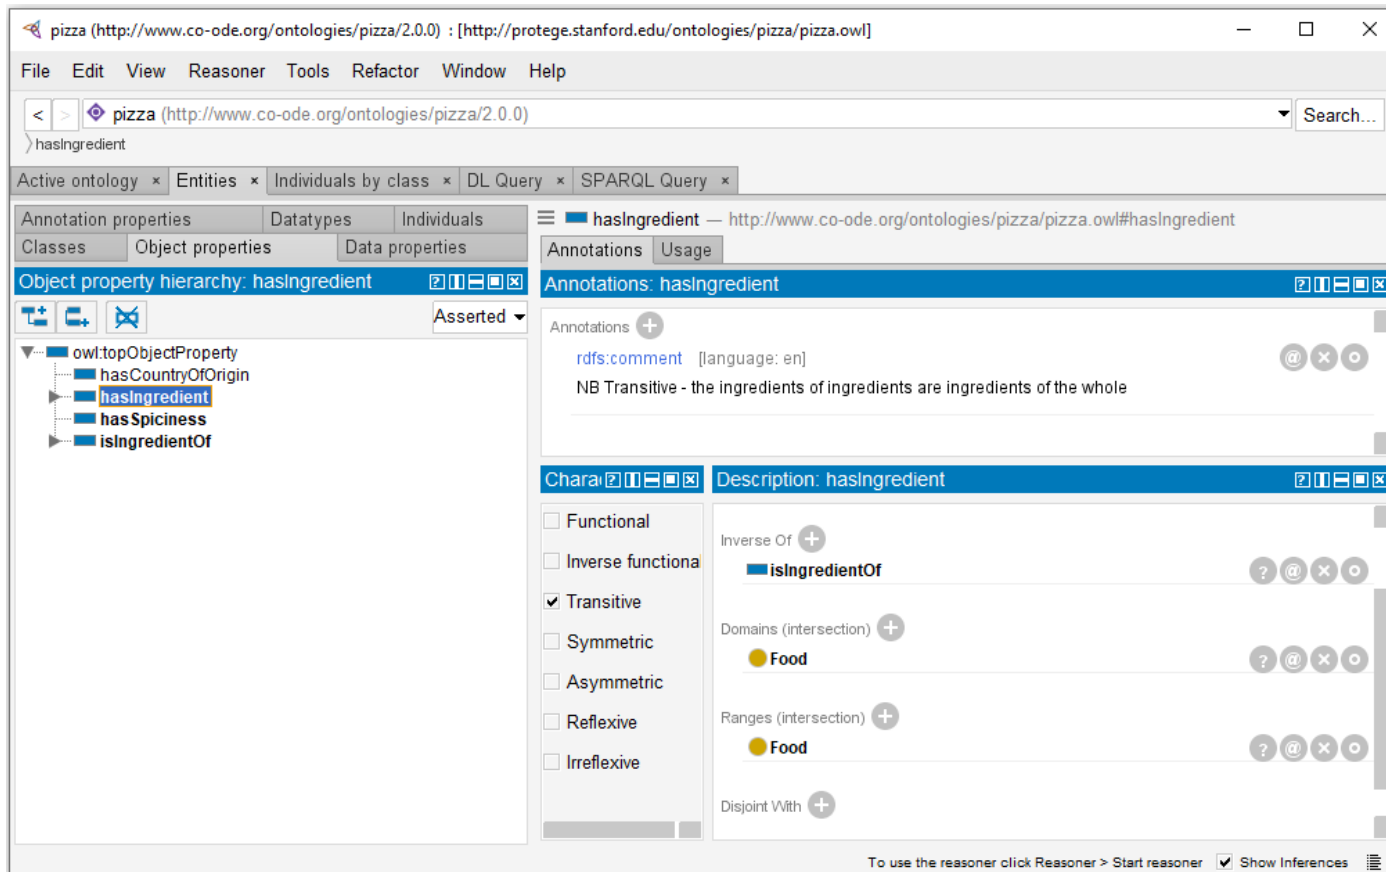 pizza (http://www.co-ode.org/ontologies/pizza/2.0.0) : [http://protege.stanford.edu/ontologies/pizza/pizza.owl]
File Edit View Reasoner Tools Refactor Window Help
< > pizza (http://www.co-ode.org/ontologies/pizza/2.0.0) Search...
hasIngredient
Active ontology × Entities × Individuals by class × DL Query × SPARQL Query ×
Annotation properties Datatypes Individuals
Classes Object properties Data properties
Object property hierarchy: hasIngredient
Asserted
owl:topObjectProperty
hasCountryOfOrigin
hasIngredient
hasSpiciness
isIngredientOf
hasIngredient — http://www.co-ode.org/ontologies/pizza/pizza.owl#hasIngredient
Annotations Usage
Annotations: hasIngredient
Annotations
rdfs:comment [language: en]
NB Transitive - the ingredients of ingredients are ingredients of the whole
Chara
Functional
Inverse functiona
Transitive
Symmetric
Asymmetric
Reflexive
Irreflexive
Description: hasIngredient
Inverse Of
isIngredientOf
Domains (intersection)
Food
Ranges (intersection)
Food
Disjoint With
To use the reasoner click Reasoner > Start reasoner Show Inferences